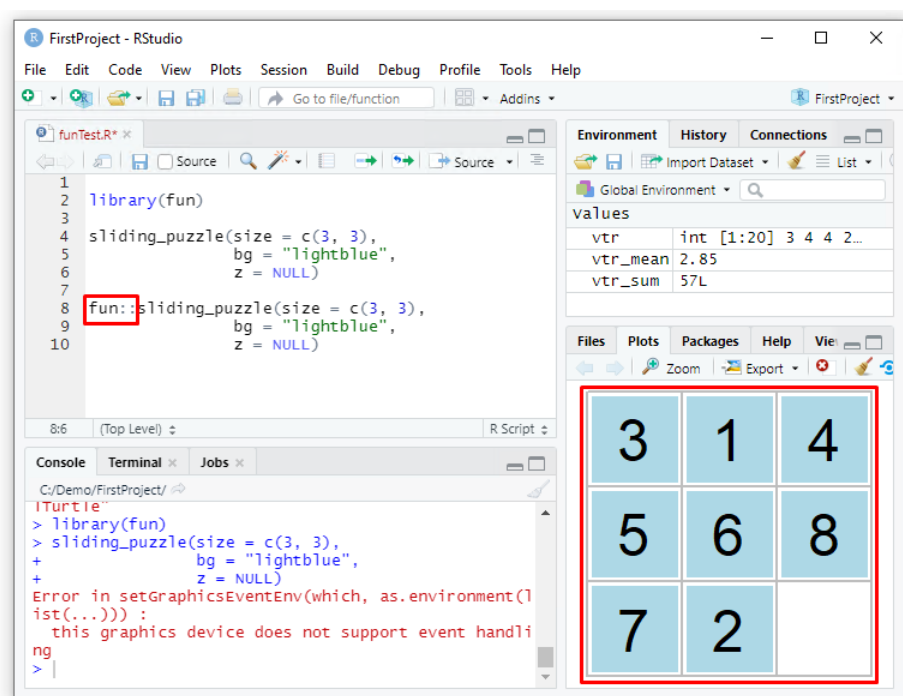 FirstProject - RStudio
File Edit Code View Plots Session Build Debug Profile Tools Help
Go to file/function Addins FirstProject
funTest.R*
Source Source
1
2 library(fun)
3
4 sliding_puzzle(size = c(3, 3),
5 bg = "lightblue",
6 z = NULL)
7
8 fun::sliding_puzzle(size = c(3, 3),
9 bg = "lightblue",
10 z = NULL)
8:6 (Top Level) R Script
Console Terminal Jobs
C:/Demo/FirstProject/
lTurtle"
> library(fun)
> sliding_puzzle(size = c(3, 3),
+ bg = "lightblue",
+ z = NULL)
Error in setGraphicsEventEnv(which, as.environment(l
ist(...))) :
this graphics device does not support event handli
ng
>
Environment History Connections
Import Dataset List
Global Environment
Values
vtr int [1:20] 3 4 4 2…
vtr_mean 2.85
vtr_sum 57L
Files Plots Packages Help Vie
Zoom Export
3 1 4
5 6 8
7 2